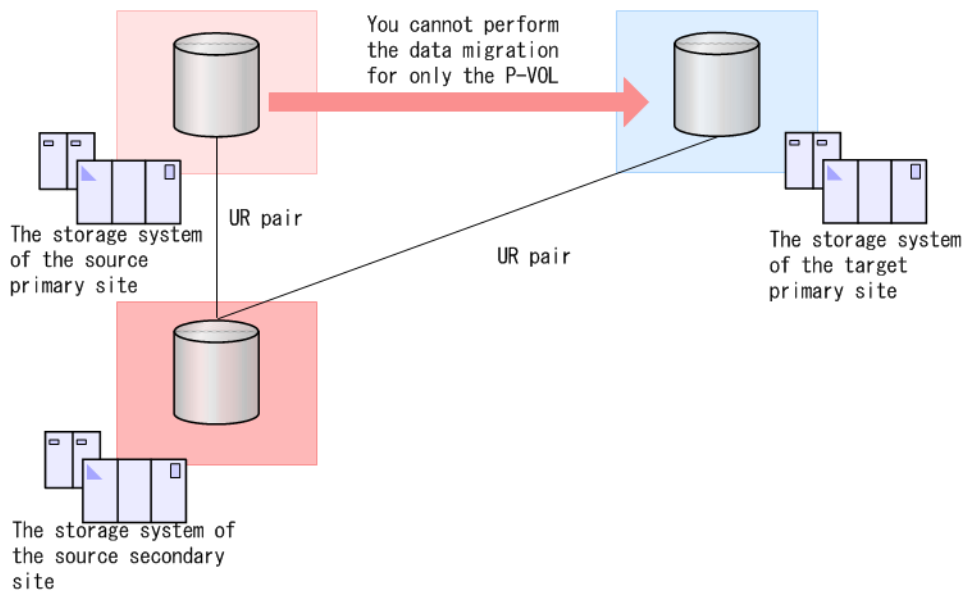 You cannot perform
the data migration
for only the P-VOL
UR pair
The storage system
of the source
primary site
UR pair
The storage system
of the target
primary site
The storage system of
the source secondary
site